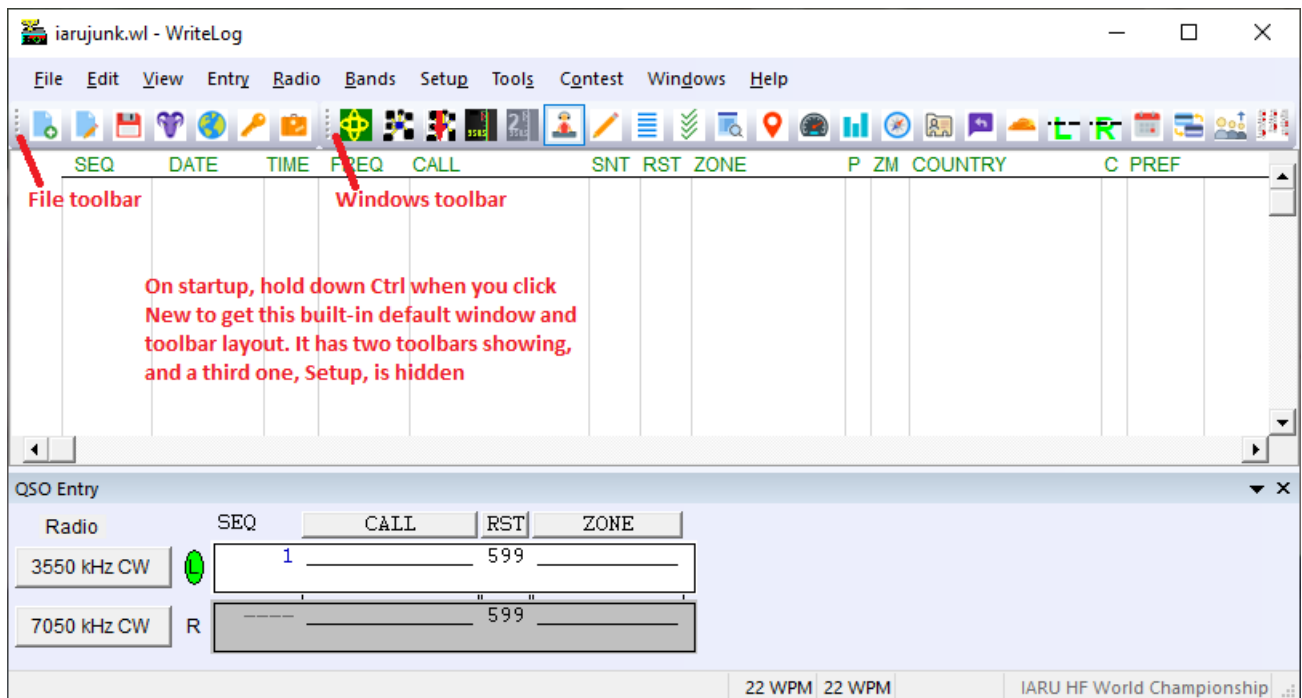 iarujunk.wl - WriteLog
File Edit View Entry Radio Bands Setup Tools Contest Windows Help
SEQ DATE TIME FREQ CALL SNT RST ZONE P ZM COUNTRY C PREF
File toolbar Windows toolbar
On startup, hold down Ctrl when you click
New to get this built-in default window and
toolbar layout. It has two toolbars showing,
and a third one, Setup, is hidden
QSO Entry
Radio SEQ CALL RST ZONE
3550 kHz CW L 1 599
7050 kHz CW R ---- 599
22 WPM 22 WPM IARU HF World Championship